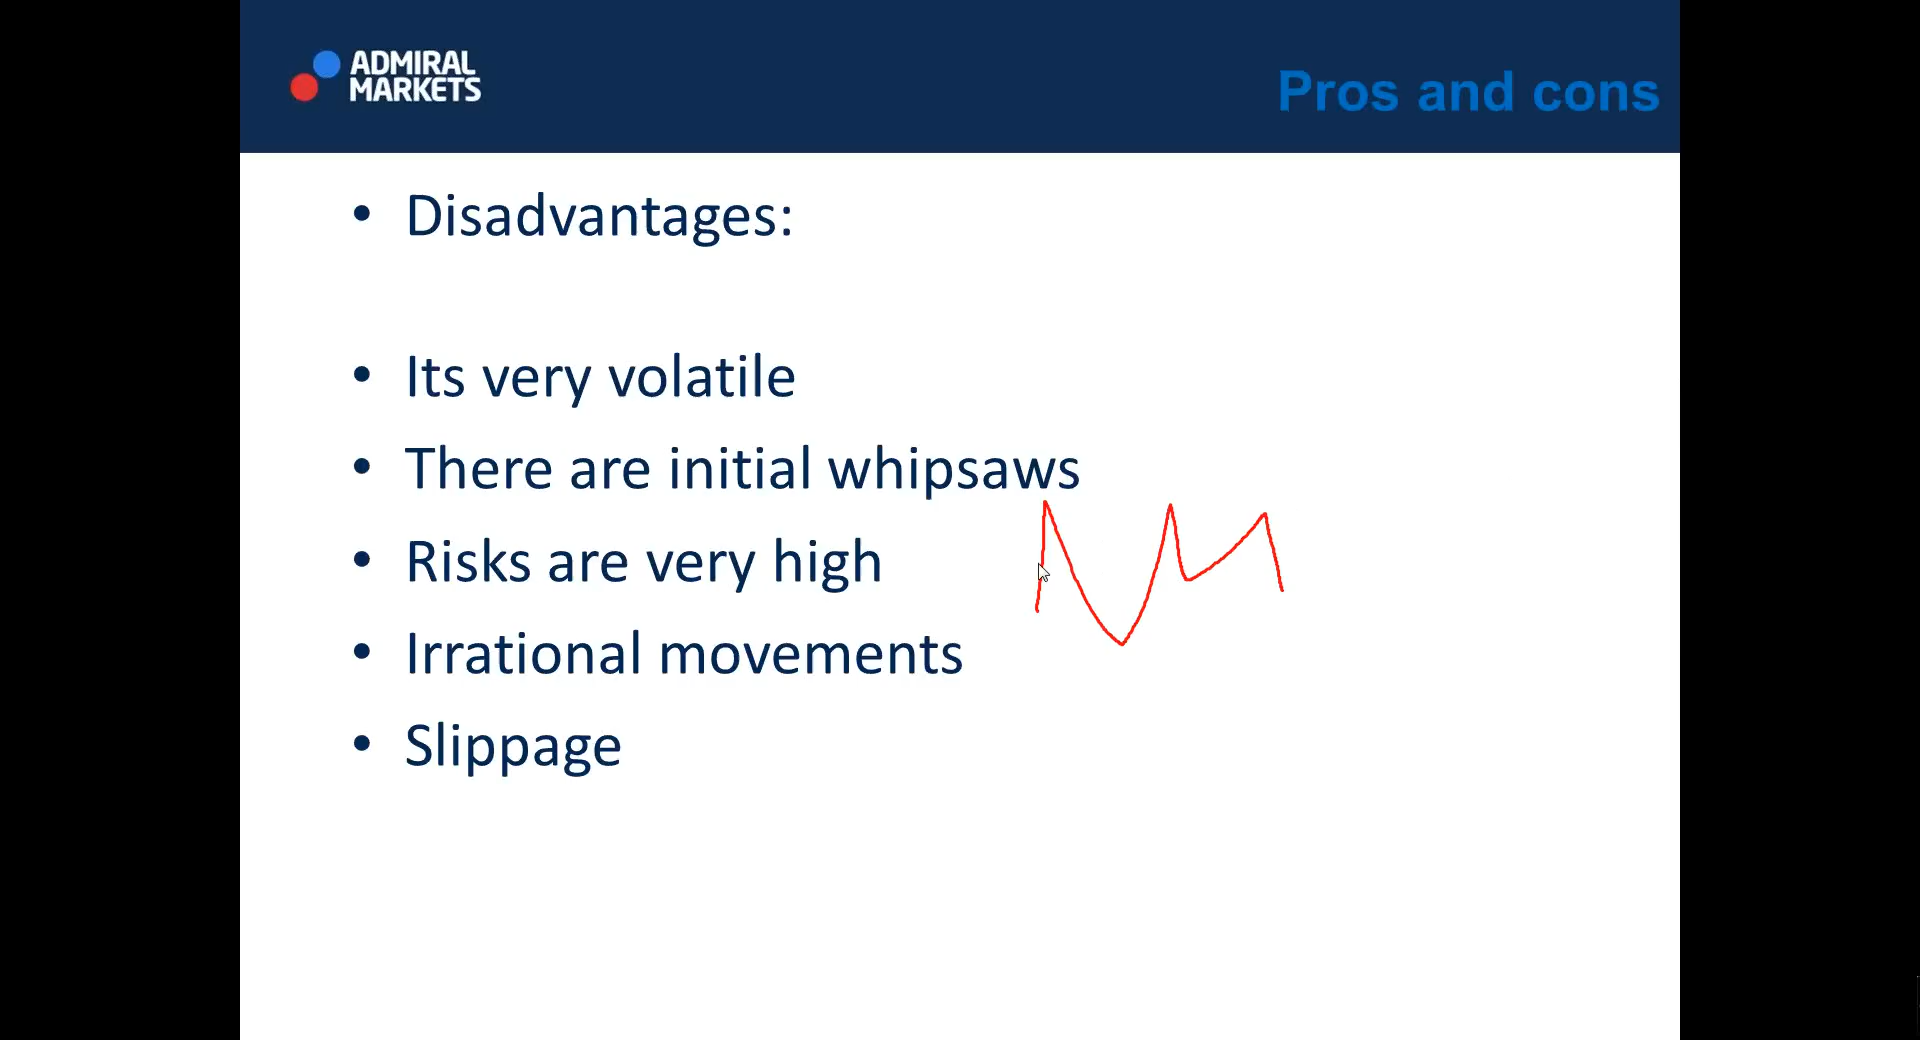 ADMIRAL
MARKETS
Pros and cons
• Disadvantages:
• Its very volatile
• There are initial whipsaws
• Risks are very high
• Irrational movements
• Slippage